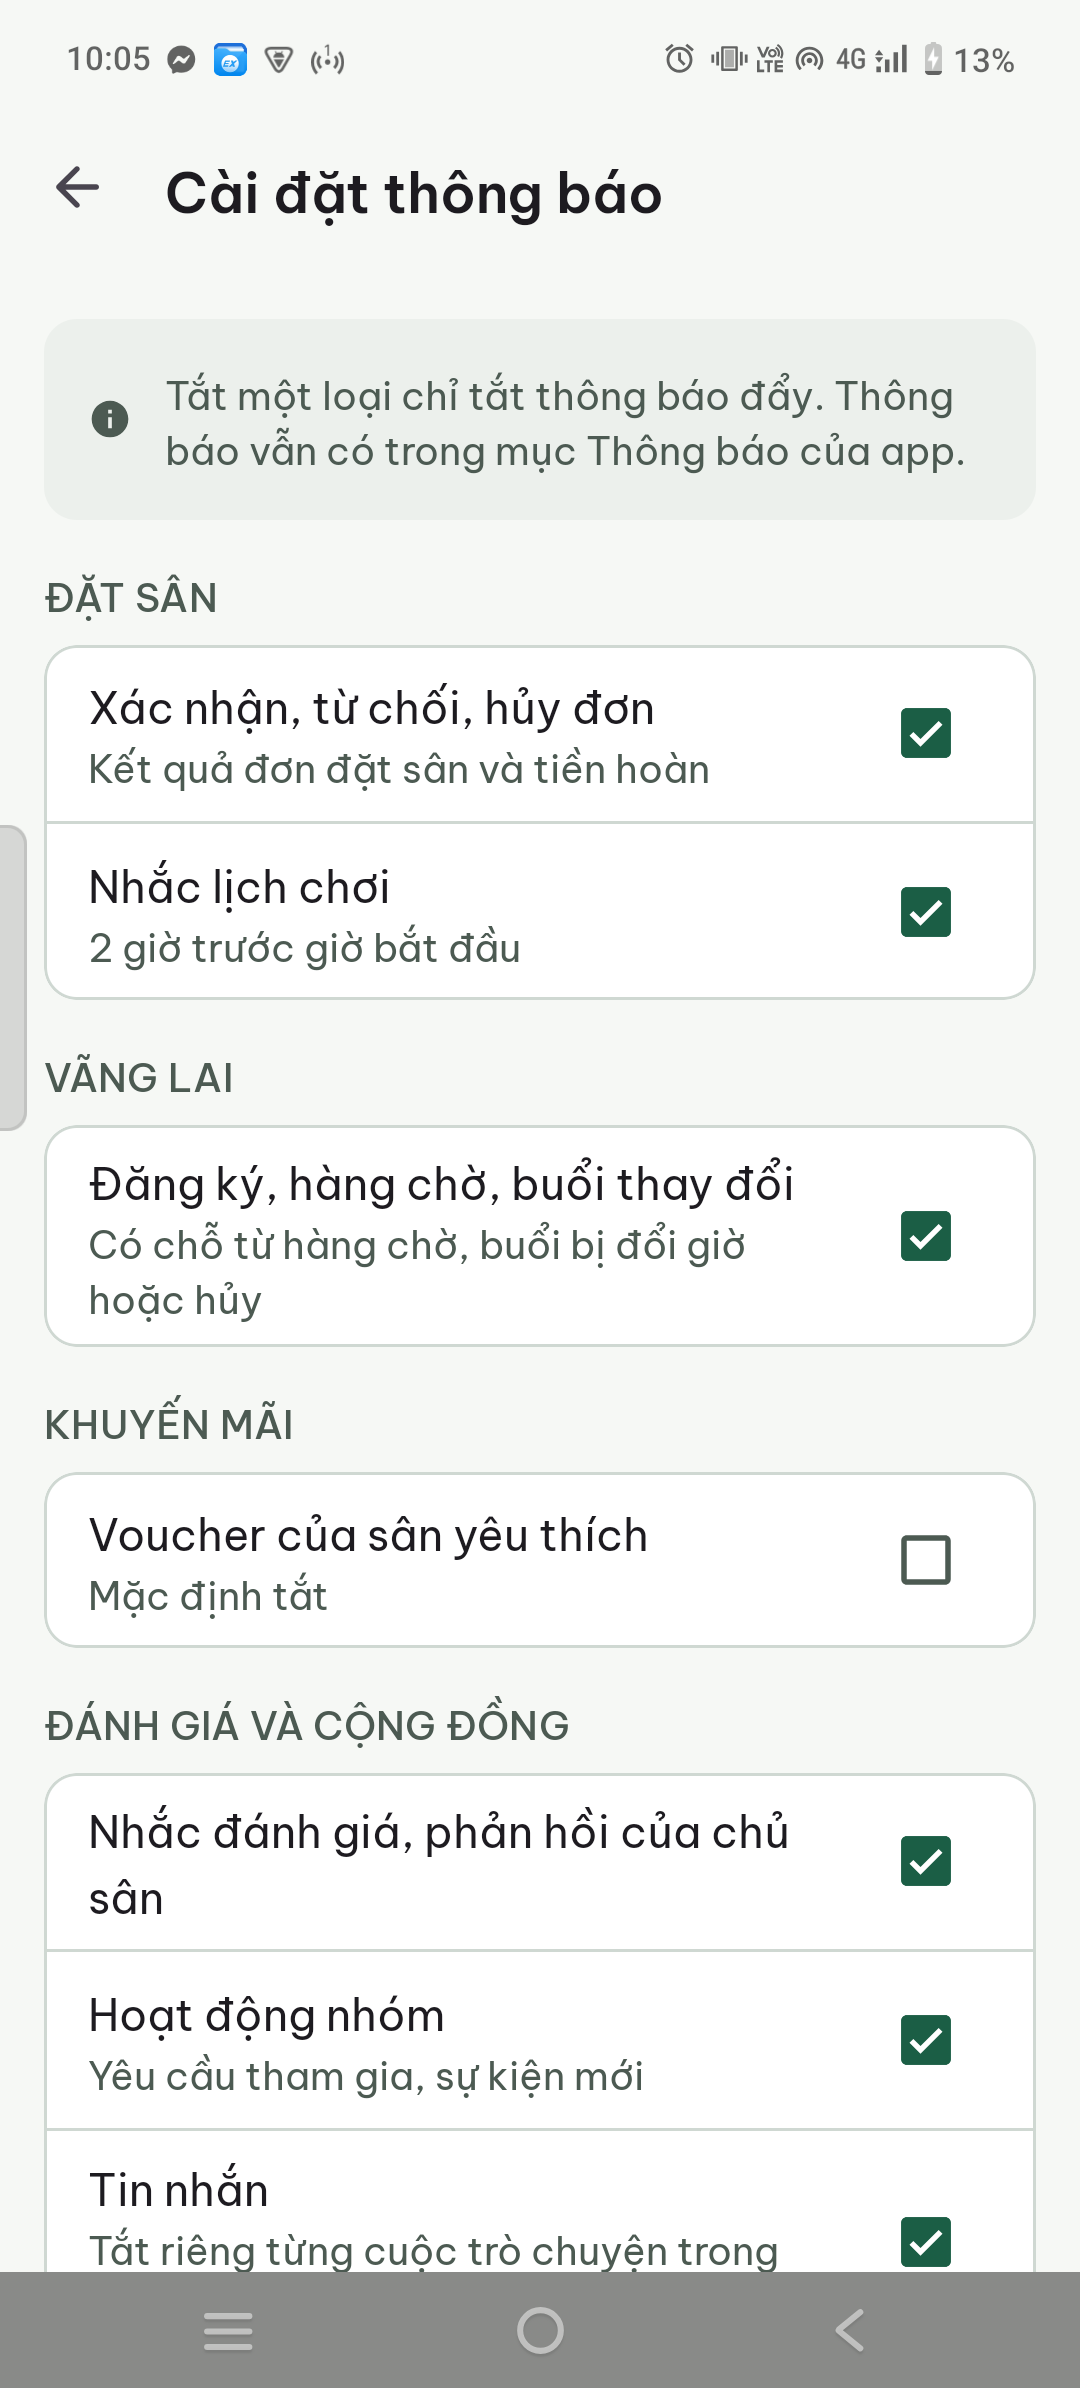 10:05
1
Vo)) LTE
4G
13%
Cài đặt thông báo
Tắt một loại chỉ tắt thông báo đẩy. Thông
báo vẫn có trong mục Thông báo của app.
ĐẶT SÂN
Xác nhận, từ chối, hủy đơn
Kết quả đơn đặt sân và tiền hoàn
Nhắc lịch chơi
2 giờ trước giờ bắt đầu
VÃNG LAI
Đăng ký, hàng chờ, buổi thay đổi
Có chỗ từ hàng chờ, buổi bị đổi giờ
hoặc hủy
KHUYẾN MÃI
Voucher của sân yêu thích
Mặc định tắt
ĐÁNH GIÁ VÀ CỘNG ĐỒNG
Nhắc đánh giá, phản hồi của chủ
sân
Hoạt động nhóm
Yêu cầu tham gia, sự kiện mới
Tin nhắn
Tắt riêng từng cuộc trò chuyện trong